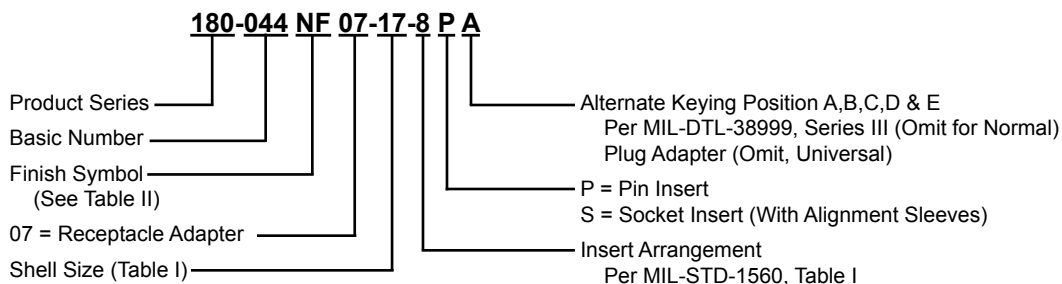 180-044 NF 07-17-8 P A
Product Series
Basic Number
Finish Symbol
(See Table II)
07 = Receptacle Adapter
Shell Size (Table I)
Alternate Keying Position A,B,C,D & E
Per MIL-DTL-38999, Series III (Omit for Normal)
Plug Adapter (Omit, Universal)
P = Pin Insert
S = Socket Insert (With Alignment Sleeves)
Insert Arrangement
Per MIL-STD-1560, Table I